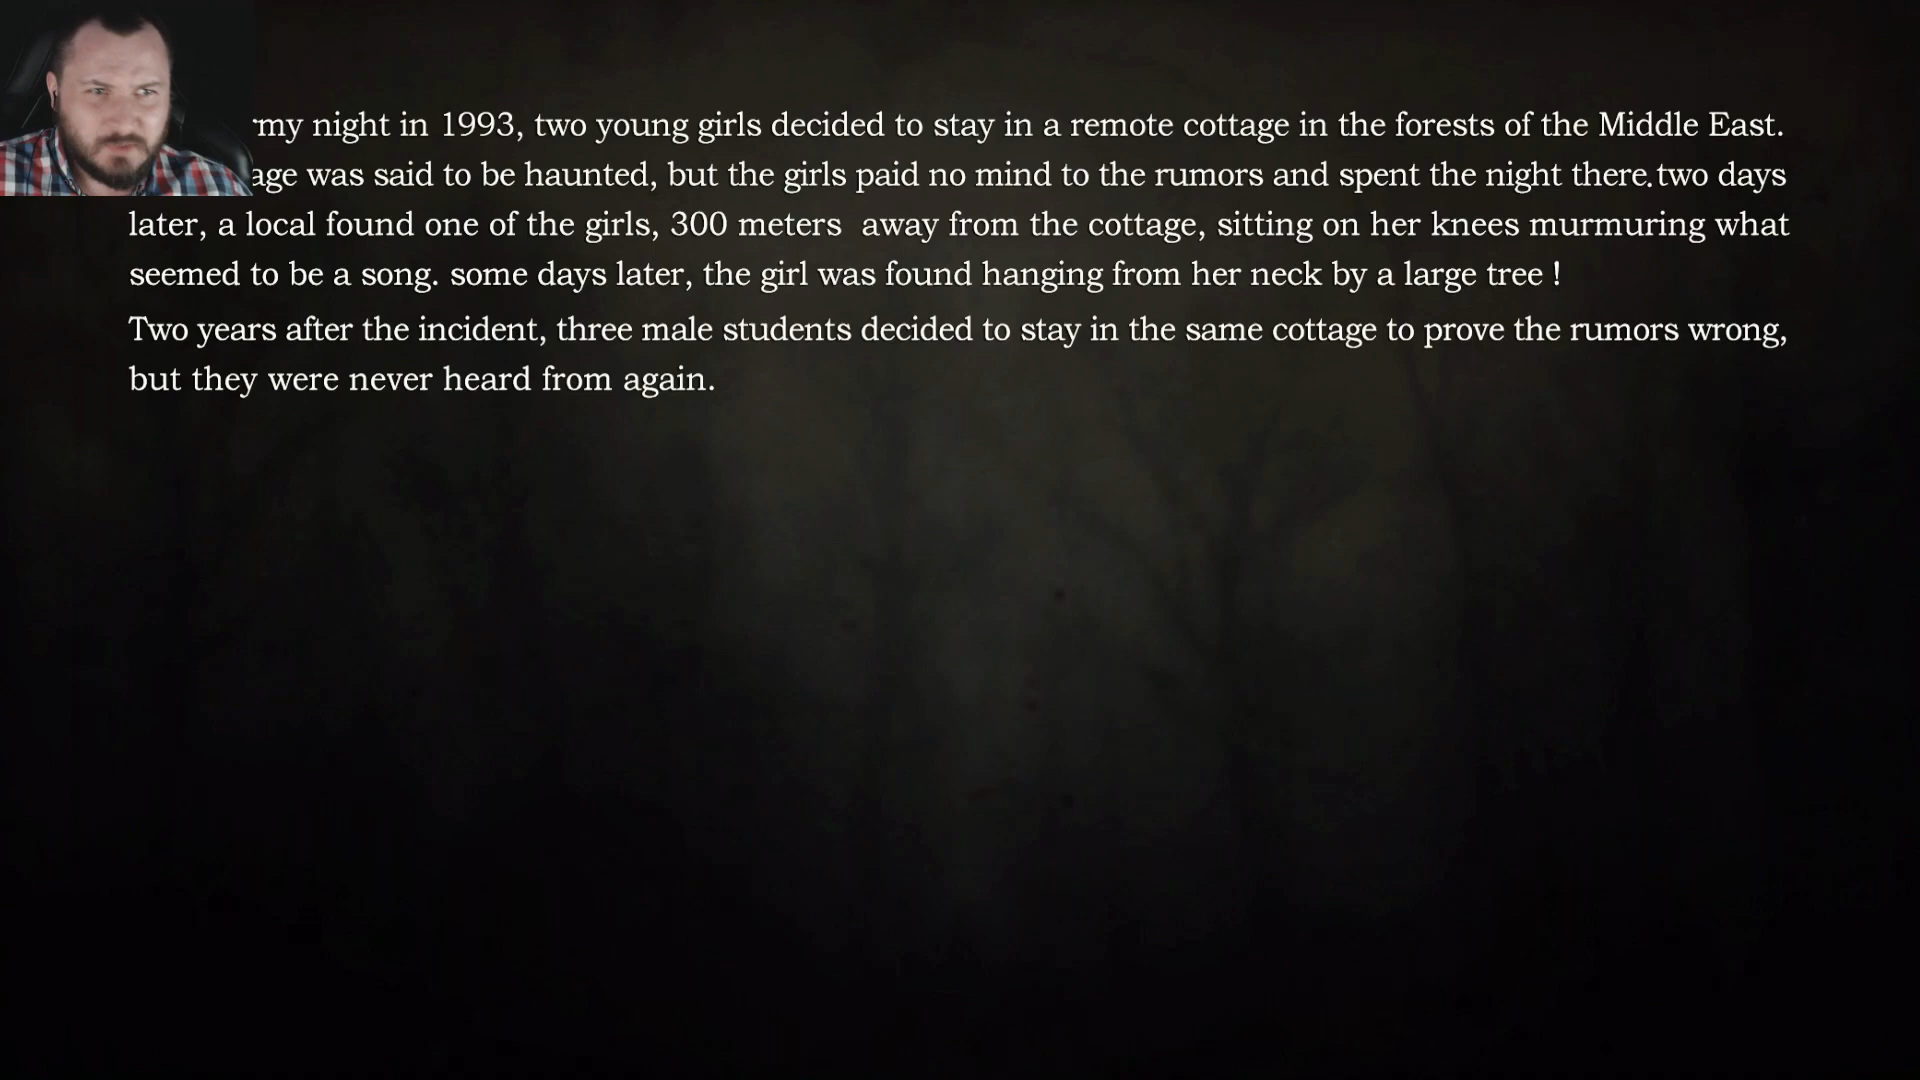 my night in 1993, two young girls decided to stay in a remote cottage in the forests of the Middle East.
age was said to be haunted, but the girls paid no mind to the rumors and spent the night there.two days
later, a local found one of the girls, 300 meters  away from the cottage, sitting on her knees murmuring what
seemed to be a song. some days later, the girl was found hanging from her neck by a large tree !
Two years after the incident, three male students decided to stay in the same cottage to prove the rumors wrong,
but they were never heard from again.